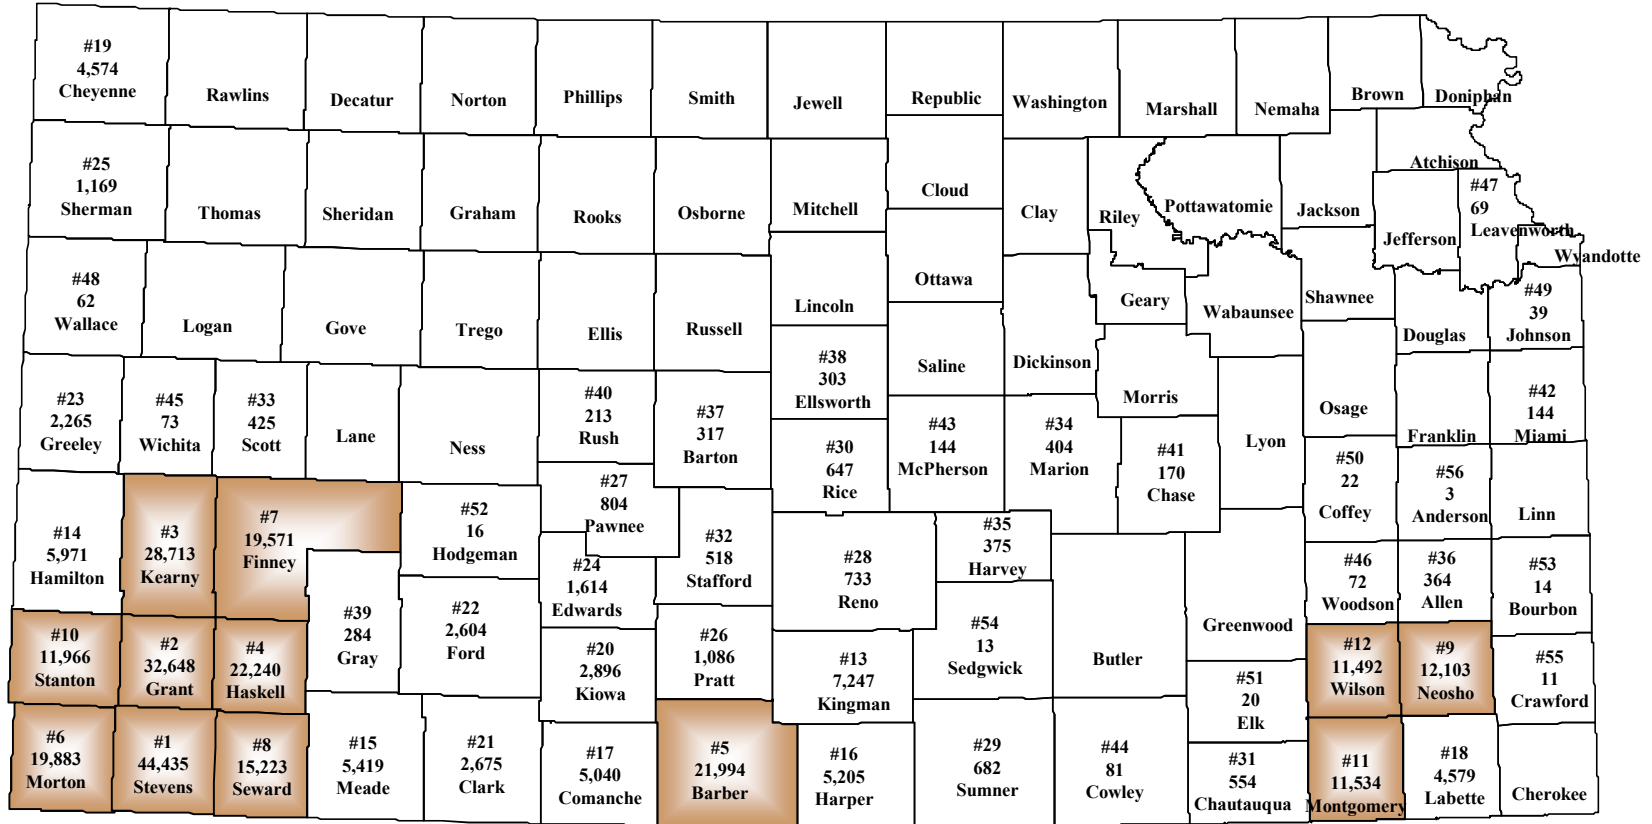 #19
4,574
Cheyenne
Rawlins
Decatur
Norton
Phillips
Smith
Jewell
Republic
Washington
Marshall
Nemaha
Brown
Doniphan
#25
1,169
Sherman
Thomas
Sheridan
Graham
Rooks
Osborne
Mitchell
Cloud
Clay
Riley
Pottawatomie
Jackson
Atchison
Jefferson
#47
69
Leavenworth
Wyandotte
#48
62
Wallace
Logan
Gove
Trego
Ellis
Russell
Lincoln
Ottawa
Geary
Wabaunsee
Shawnee
Douglas
#49
39
Johnson
#23
2,265
Greeley
#45
73
Wichita
#33
425
Scott
Lane
Ness
#40
213
Rush
#37
317
Barton
#38
303
Ellsworth
Saline
Dickinson
Morris
Osage
Franklin
#42
144
Miami
#30
647
Rice
#43
144
McPherson
#34
404
Marion
#41
170
Chase
Lyon
#50
22
Coffey
#56
3
Anderson
Linn
#14
5,971
Hamilton
#3
28,713
Kearny
#7
19,571
Finney
#52
16
Hodgeman
#27
804
Pawnee
#24
1,614
Edwards
#32
518
Stafford
#28
733
Reno
#35
375
Harvey
#46
72
Woodson
#36
364
Allen
#53
14
Bourbon
#10
11,966
Stanton
#2
32,648
Grant
#4
22,240
Haskell
#39
284
Gray
#22
2,604
Ford
#20
2,896
Kiowa
#26
1,086
Pratt
#13
7,247
Kingman
#54
13
Sedgwick
Butler
Greenwood
#51
20
Elk
#12
11,492
Wilson
#9
12,103
Neosho
#55
11
Crawford
#6
19,883
Morton
#1
44,435
Stevens
#8
15,223
Seward
#15
5,419
Meade
#21
2,675
Clark
#17
5,040
Comanche
#5
21,994
Barber
#16
5,205
Harper
#29
682
Sumner
#44
81
Cowley
#31
554
Chautauqua
#11
11,534
Montgomery
#18
4,579
Labette
Cherokee